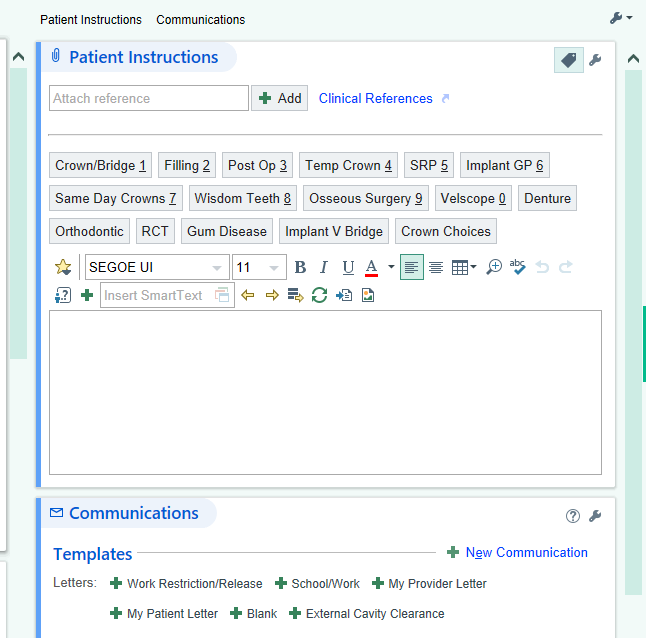 Patient Instructions Communications
Patient Instructions
Attach reference Add Clinical References
Crown/Bridge 1 Filling 2 Post Op 3 Temp Crown 4 SRP 5 Implant GP 6
Same Day Crowns 7 Wisdom Teeth 8 Osseous Surgery 9 Velscope 0 Denture
Orthodontic RCT Gum Disease Implant V Bridge Crown Choices
SEGOE UI 11 B I U A abc
Insert SmartText
Communications
Templates New Communication
Letters: Work Restriction/Release School/Work My Provider Letter
My Patient Letter Blank External Cavity Clearance